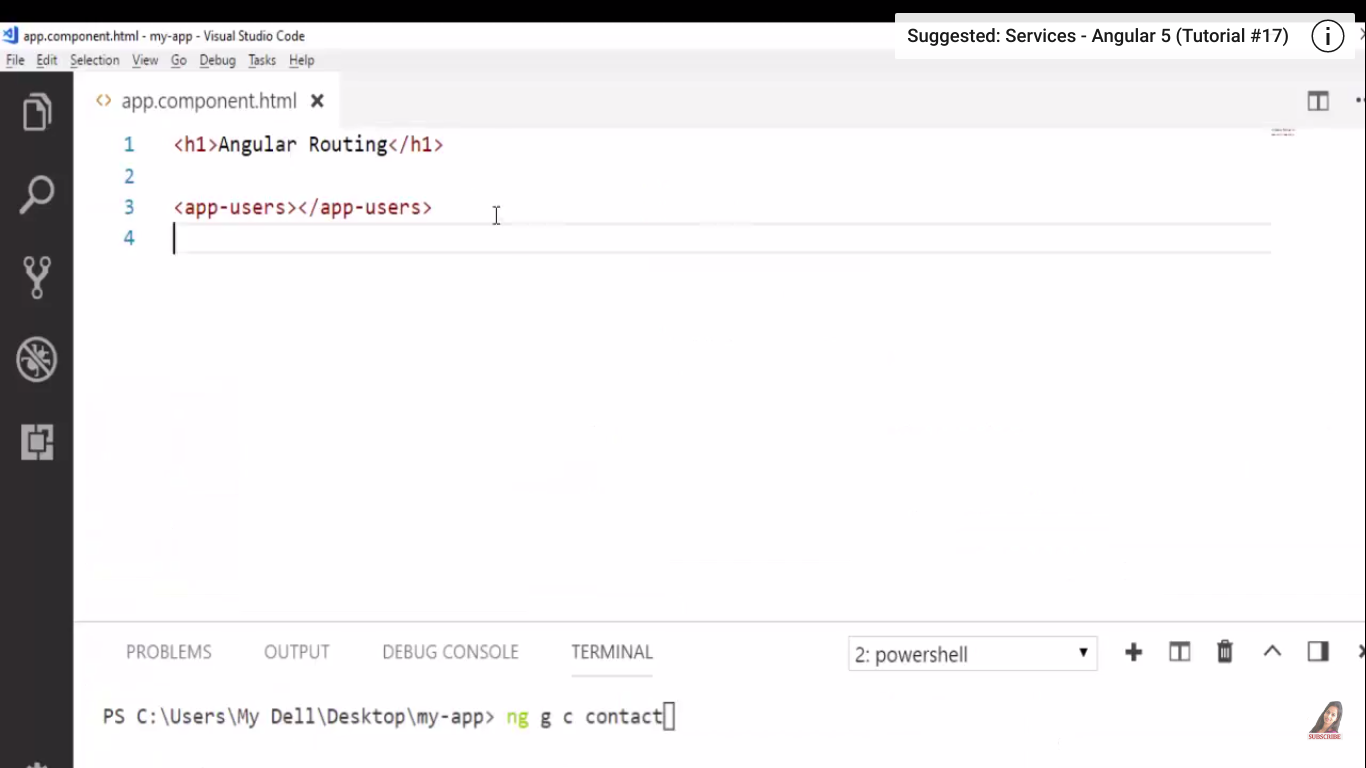 Suggested: Services - Angular 5 (Tutorial #17)
app.component.html - my-app - Visual Studio Code
File Edit Selection View Go Debug Tasks Help
<> app.component.html
1 <h1>Angular Routing</h1>
2
3 <app-users></app-users>
4
PROBLEMS OUTPUT DEBUG CONSOLE TERMINAL 2: powershell
PS C:\Users\My Dell\Desktop\my-app> ng g c contact
SUBSCRIBE